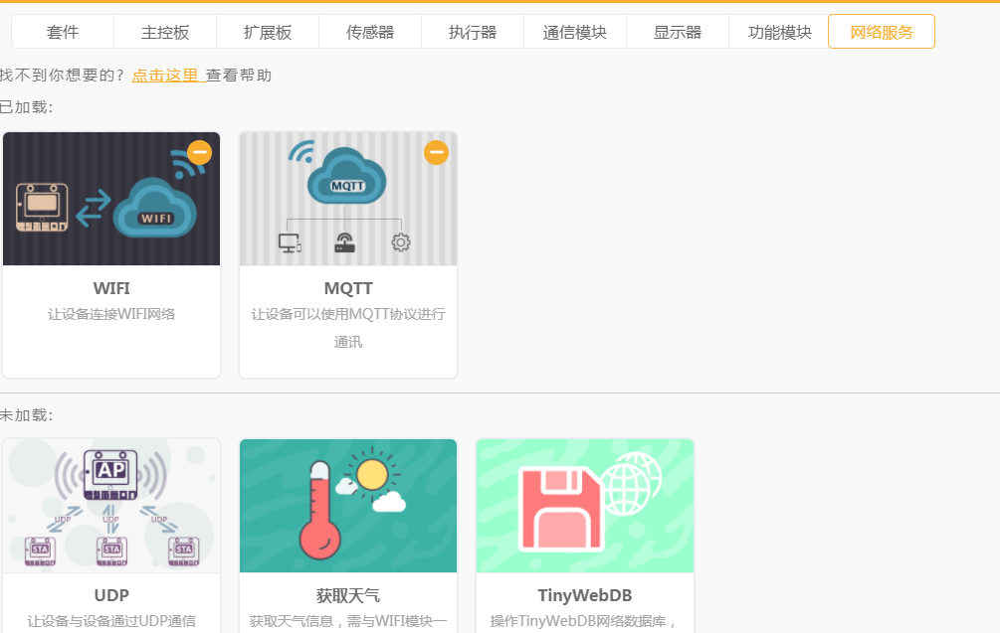 套件 主控板 扩展板 传感器 执行器 通信模块 显示器 功能模块 网络服务
找不到你想要的? 点击这里 查看帮助
已加载:
WIFI
MQTT
WIFI
MQTT
让设备连接WIFI网络
让设备可以使用MQTT协议进行
通讯
未加载:
AP
UDP UDP UDP
STA STA STA
UDP
获取天气
TinyWebDB
让设备与设备通过UDP通信
获取天气信息，需与WIFI模块一
操作TinyWebDB网络数据库，